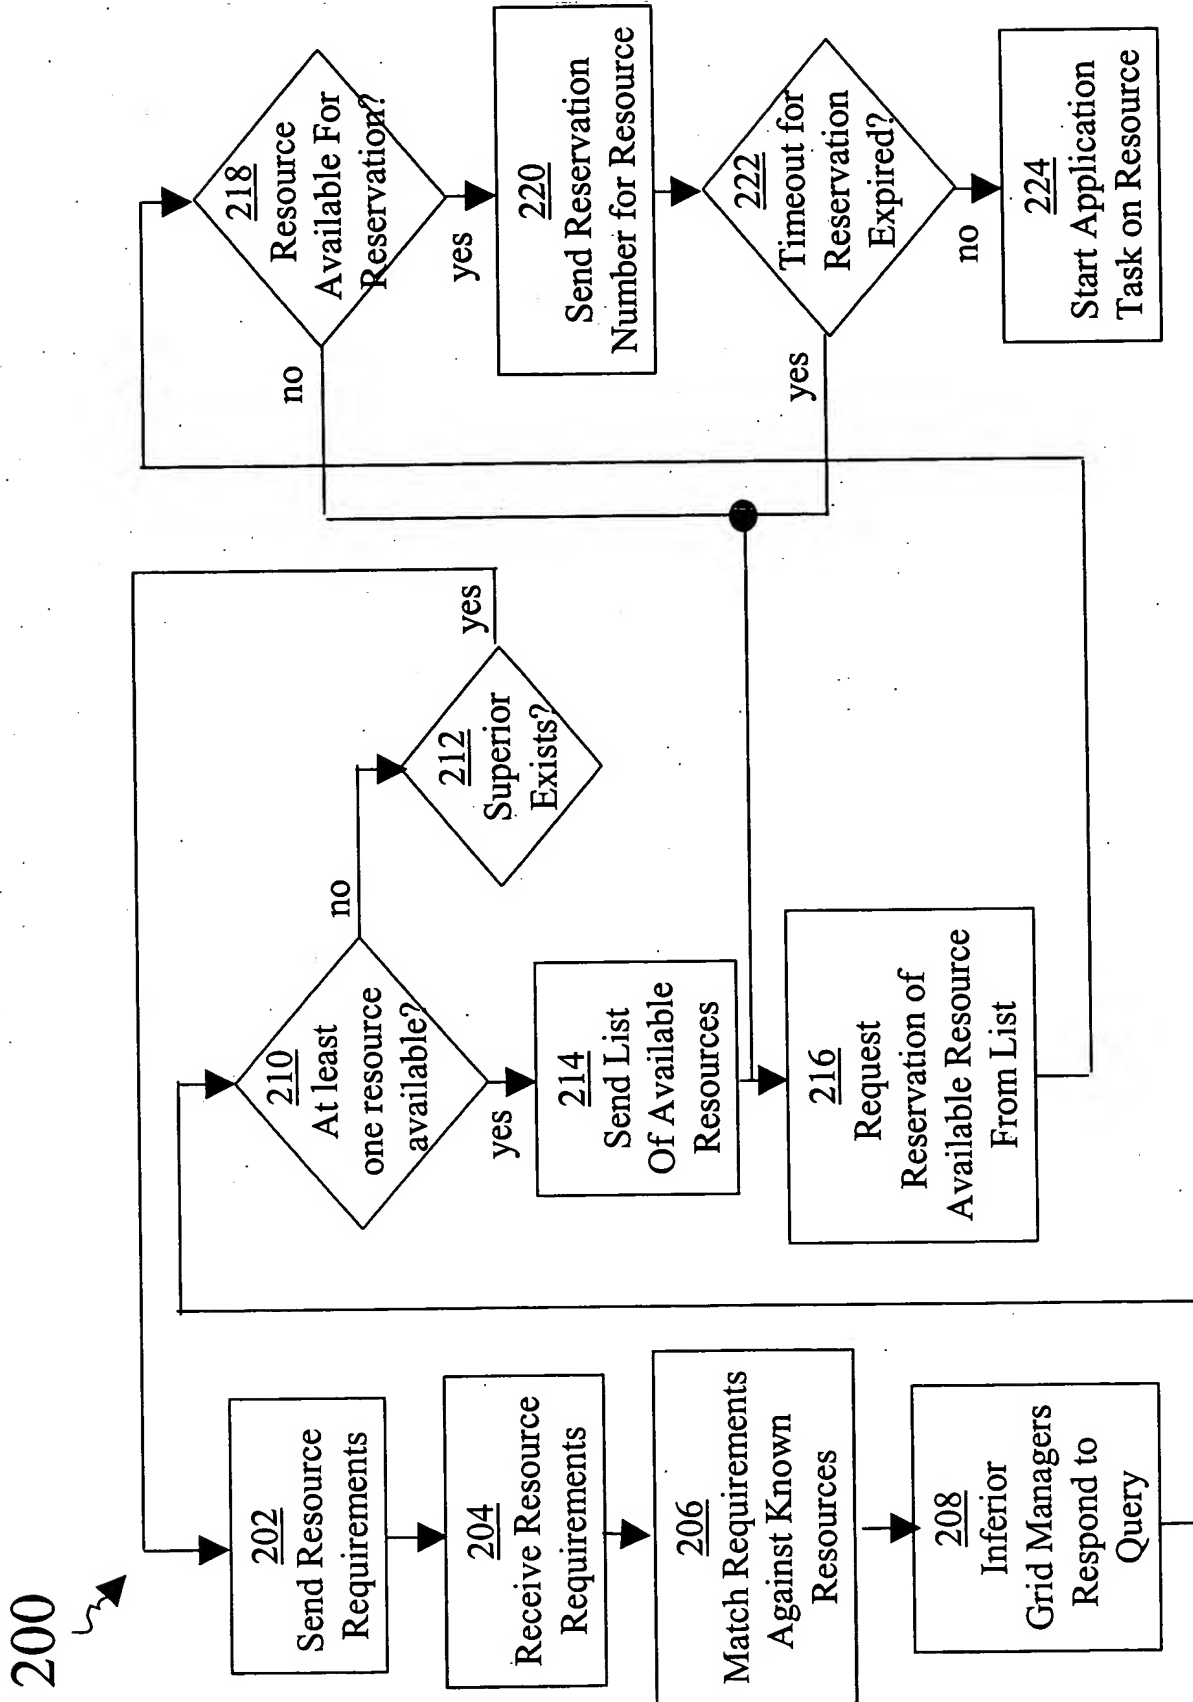 200
202
Send Resource
Requirements
204
Receive Resource
Requirements
206
Match Requirements
Against Known
Resources
208
Inferior
Grid Managers
Respond to
Query
210
At least
one resource
available?
no
yes
212
Superior
Exists?
yes
214
Send List
Of Available
Resources
216
Request
Reservation of
Available Resource
From List
218
Resource
Available For
Reservation?
no
yes
220
Send Reservation
Number for Resource
222
Timeout for
Reservation
Expired?
yes
no
224
Start Application
Task on Resource